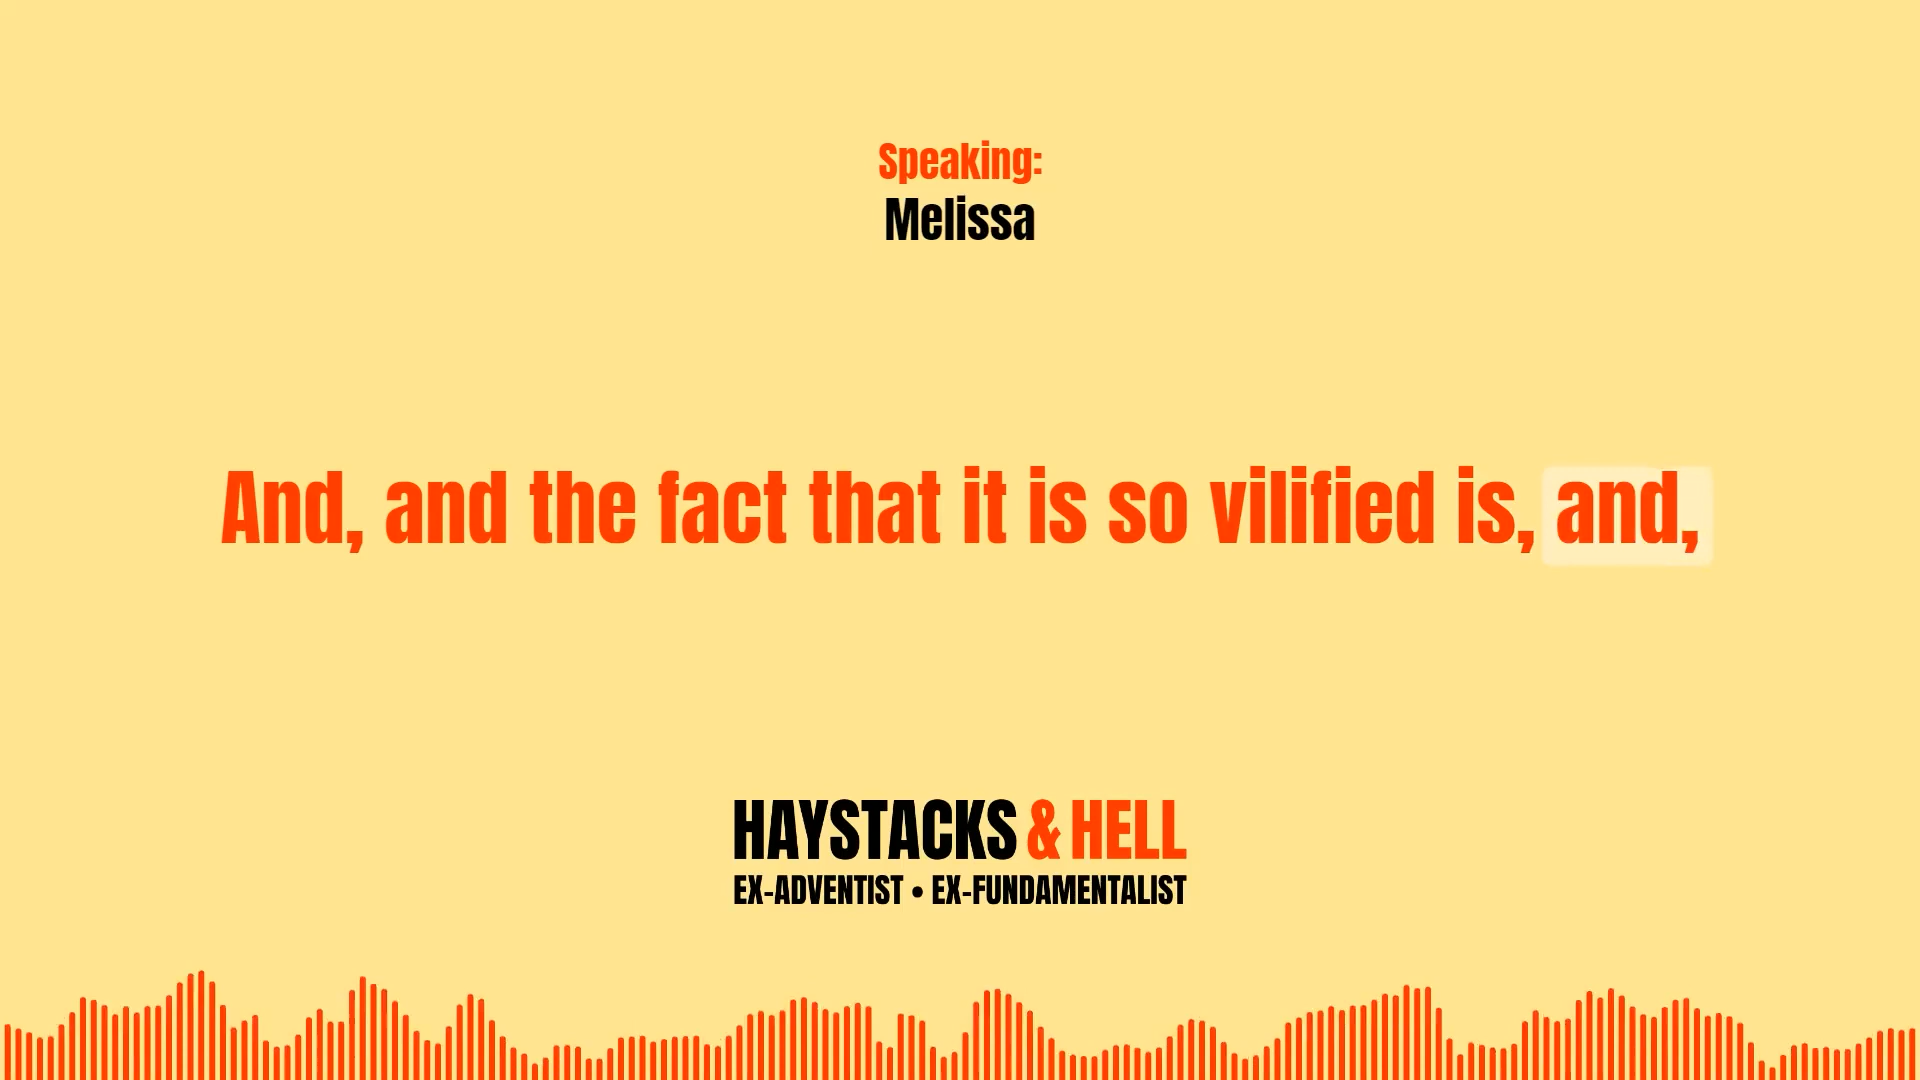 Speaking:
Melissa
And, and the fact that it is so vilified is, and,
HAYSTACKS & HELL
EX-ADVENTIST • EX-FUNDAMENTALIST